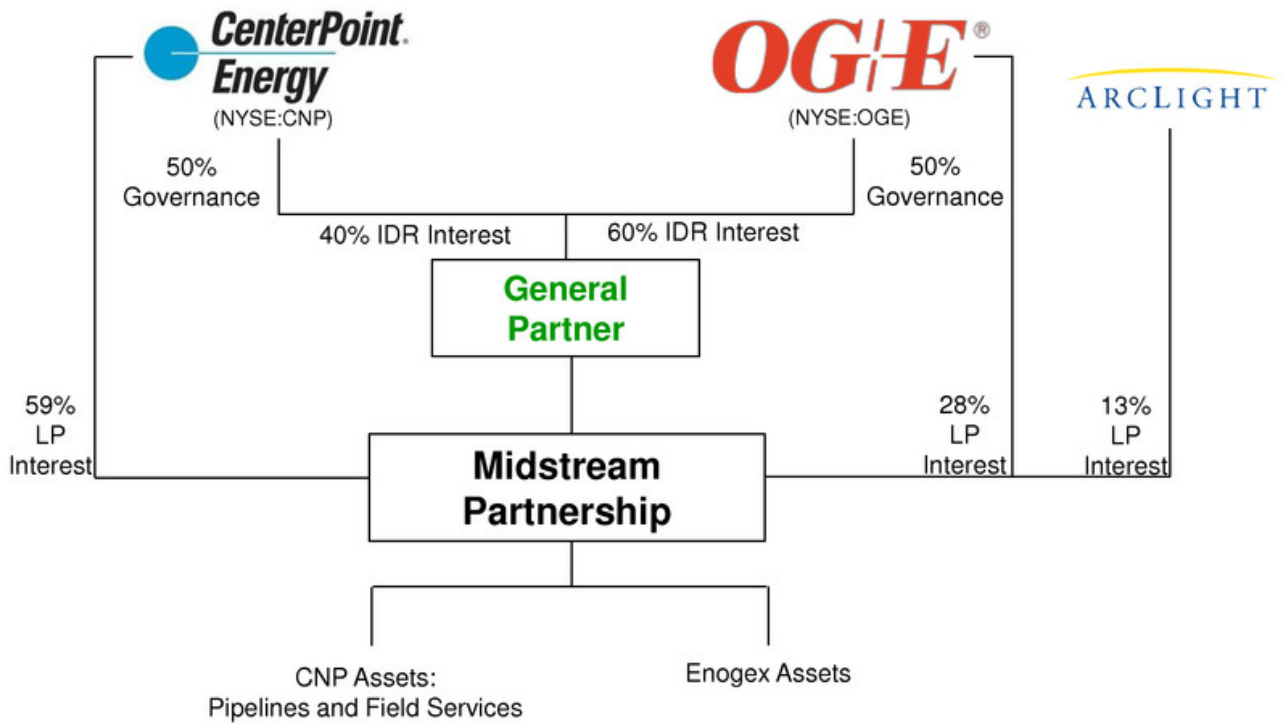 CenterPoint.
Energy
(NYSE:CNP)
OG+E®
(NYSE:OGE)
ARCLIGHT
50%
Governance
50%
Governance
40% IDR Interest
60% IDR Interest
General
Partner
59%
LP
Interest
28%
LP
Interest
13%
LP
Interest
Midstream
Partnership
CNP Assets:
Pipelines and Field Services
Enogex Assets